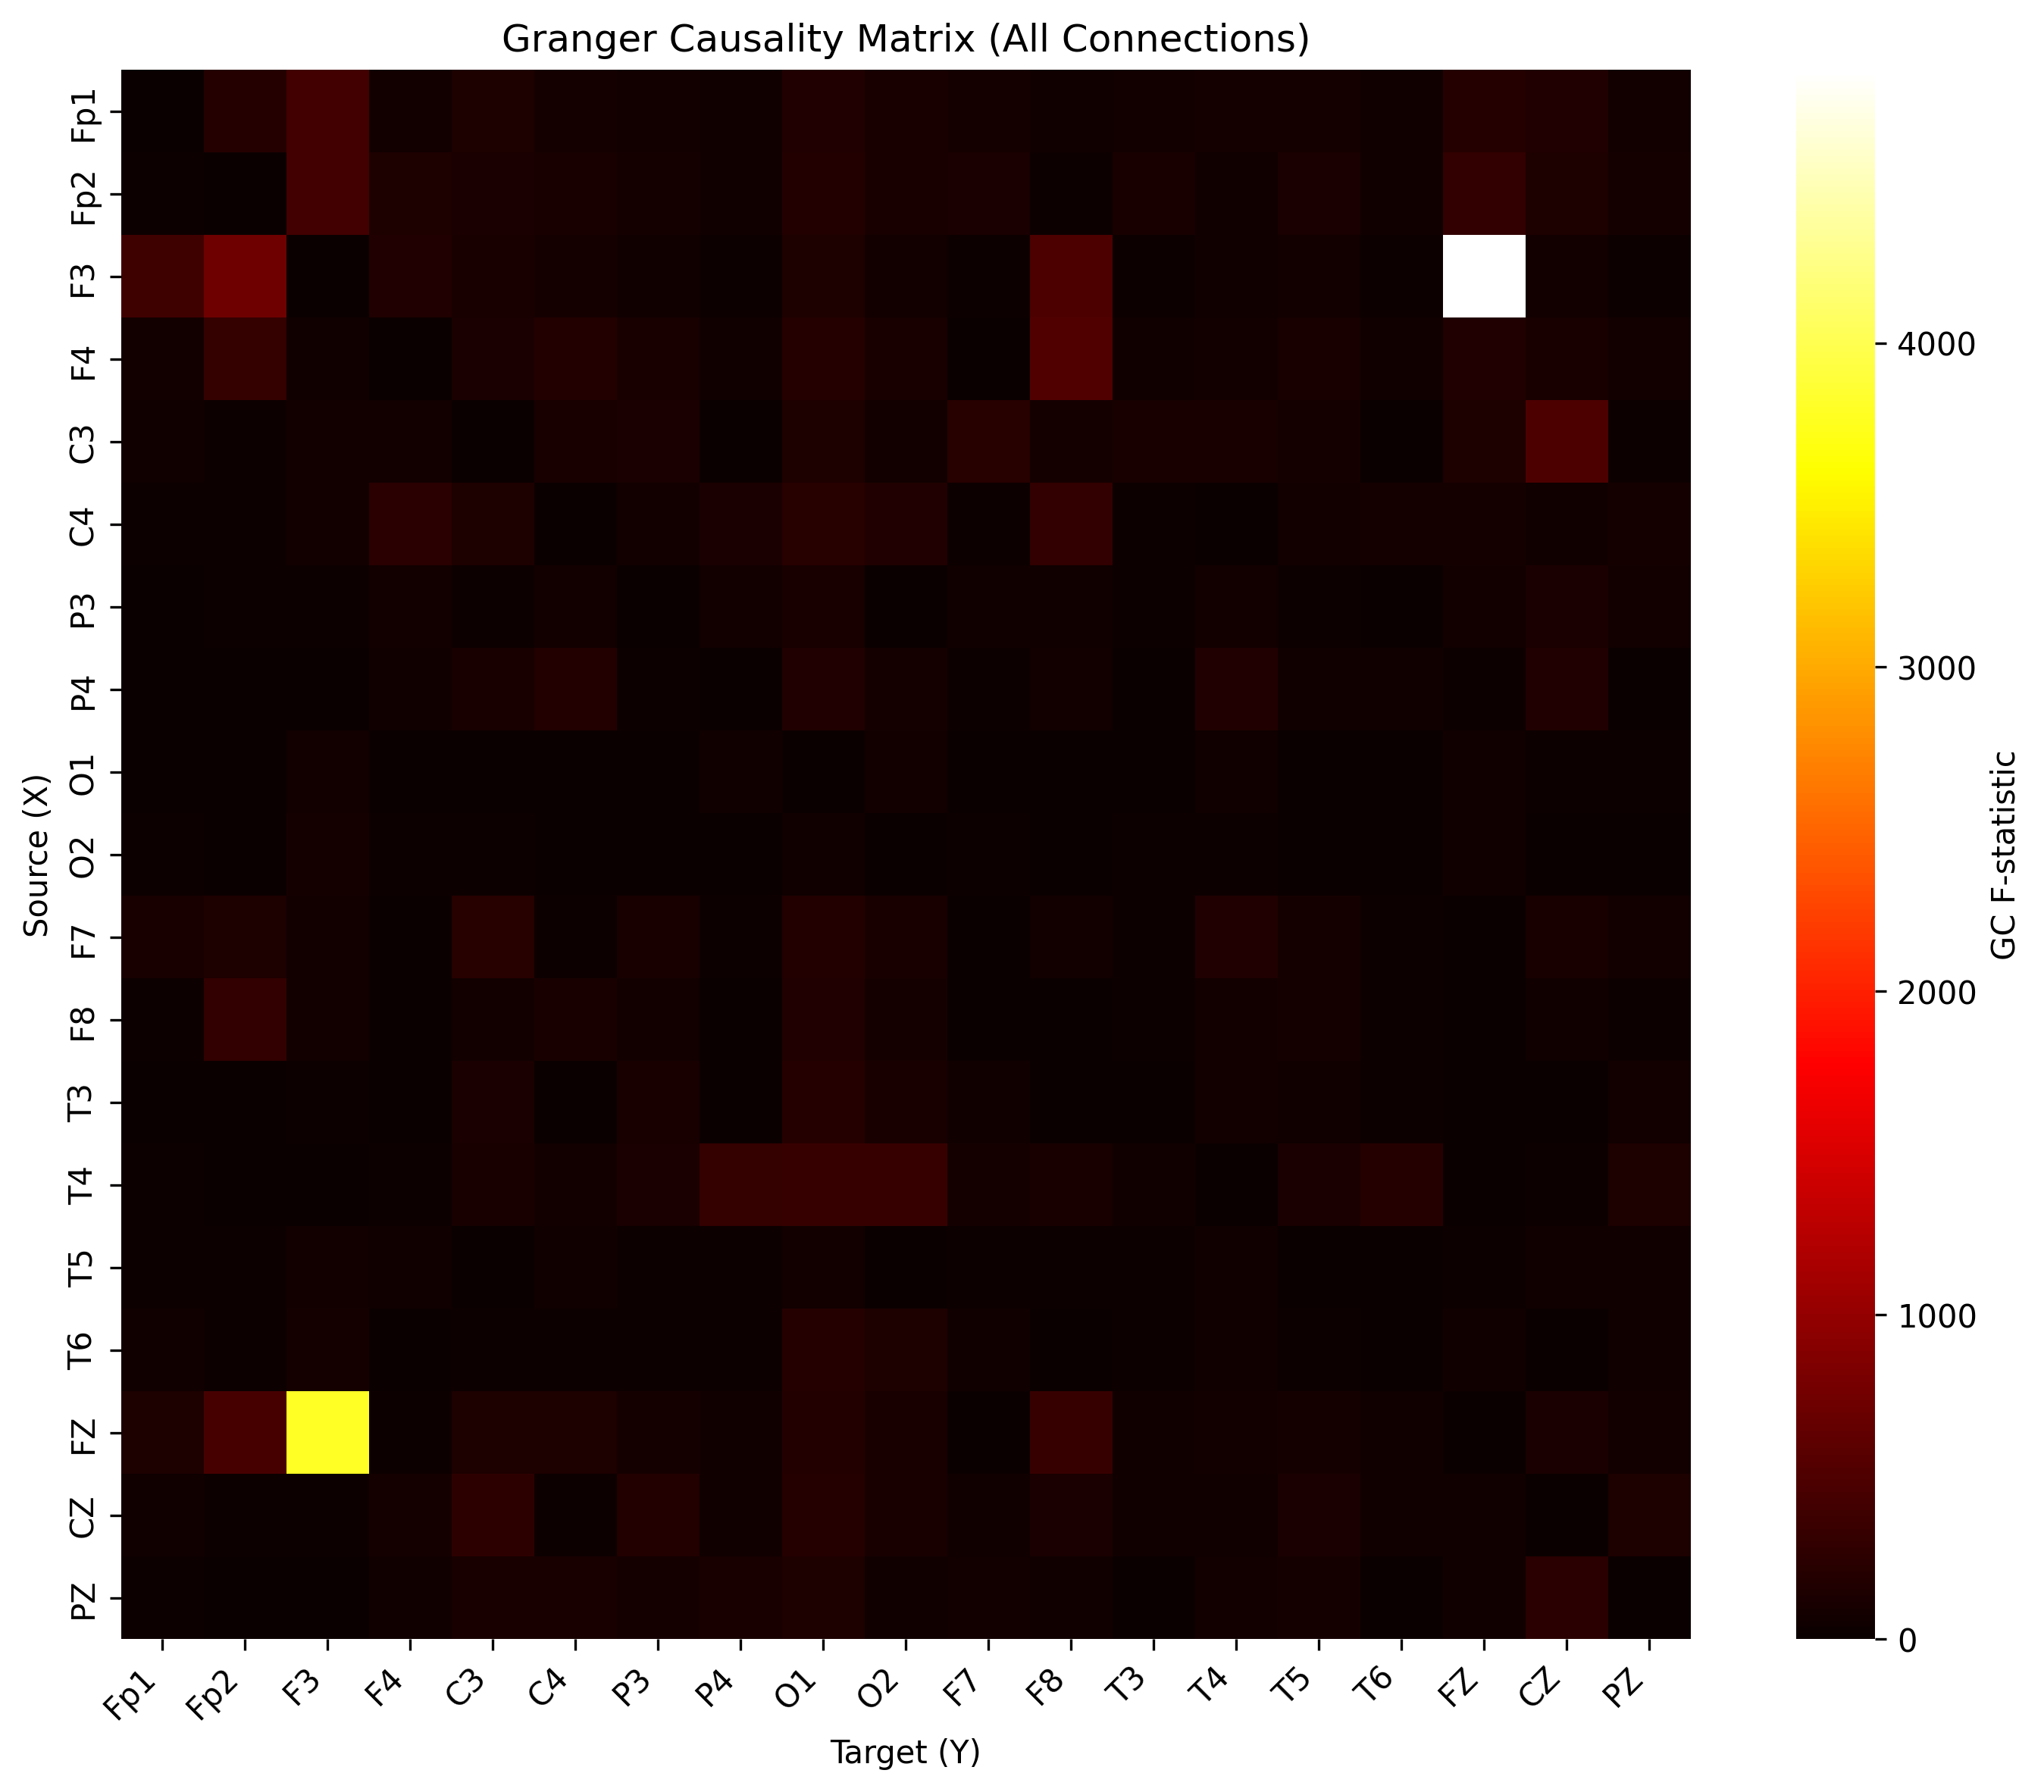 Granger Causality Matrix (All Connections)
Source (X)
Fp1
Fp2
F3
F4
C3
C4
P3
P4
O1
O2
F7
F8
T3
T4
T5
T6
FZ
CZ
PZ
Fp1 Fp2 F3 F4 C3 C4 P3 P4 O1 O2 F7 F8 T3 T4 T5 T6 FZ CZ PZ
Target (Y)
4000
3000
2000
1000
0
GC F-statistic